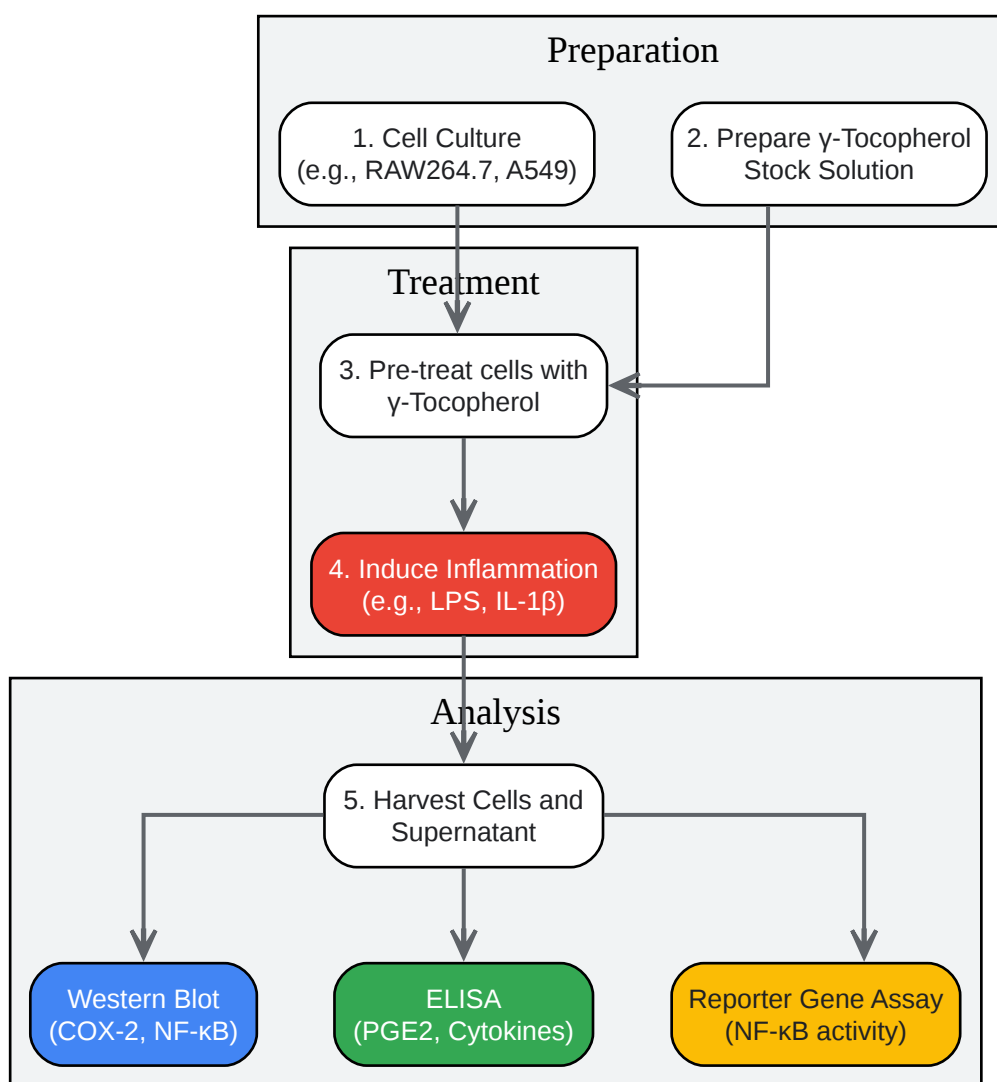 Preparation
1. Cell Culture
(e.g., RAW264.7, A549)
2. Prepare γ-Tocopherol
Stock Solution
Treatment
3. Pre-treat cells with
γ-Tocopherol
4. Induce Inflammation
(e.g., LPS, IL-1β)
Analysis
5. Harvest Cells and
Supernatant
Western Blot
(COX-2, NF-κB)
ELISA
(PGE2, Cytokines)
Reporter Gene Assay
(NF-κB activity)